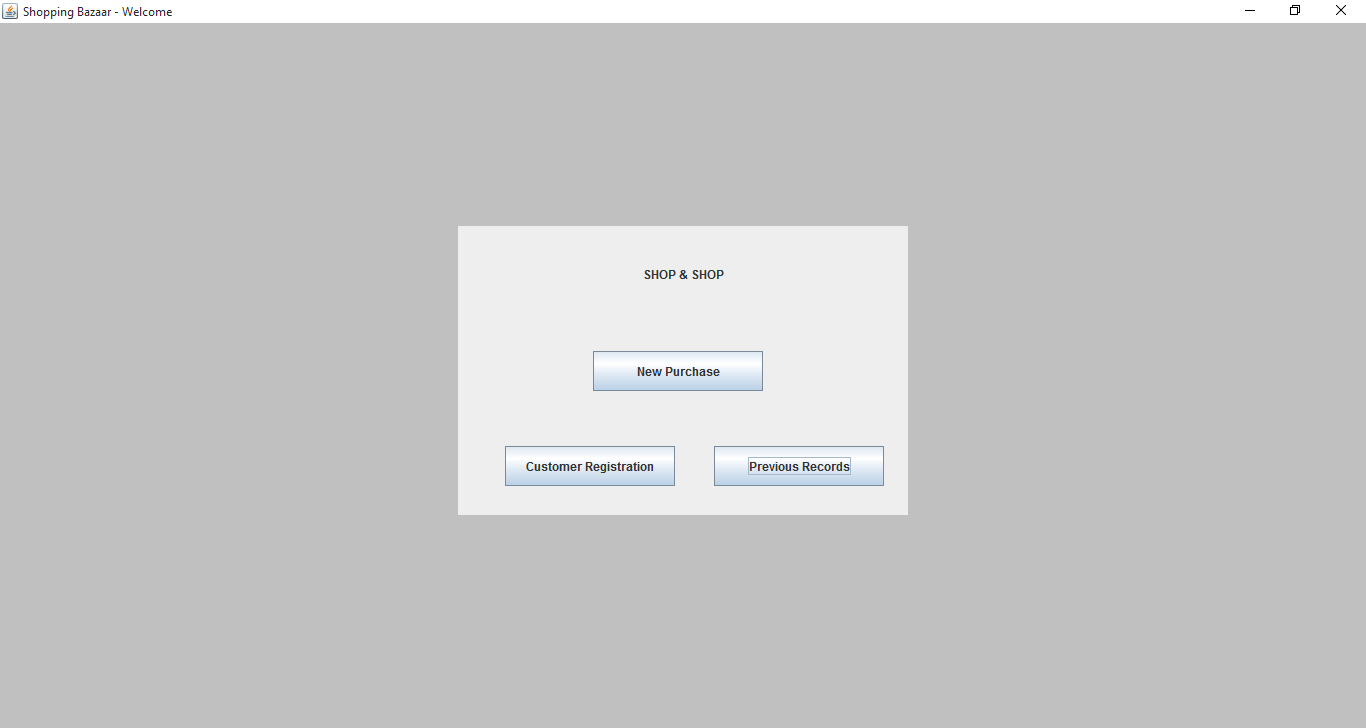 Shopping Bazaar - Welcome
SHOP & SHOP
New Purchase
Customer Registration
Previous Records